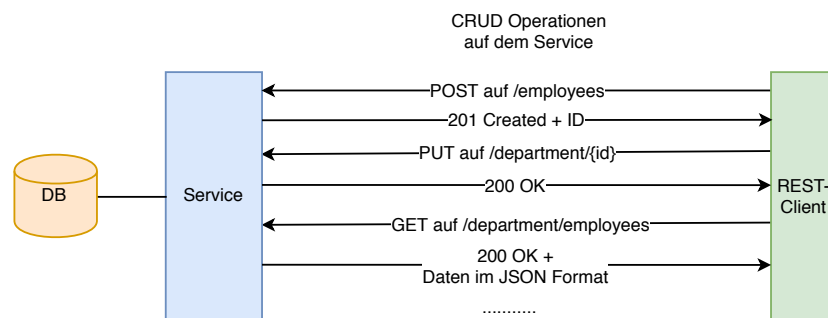 CRUD Operationen
auf dem Service
POST auf /employees
201 Created + ID
PUT auf /department/{id}
DB
Service
200 OK
REST-
Client
GET auf /department/employees
200 OK +
Daten im JSON Format
...........